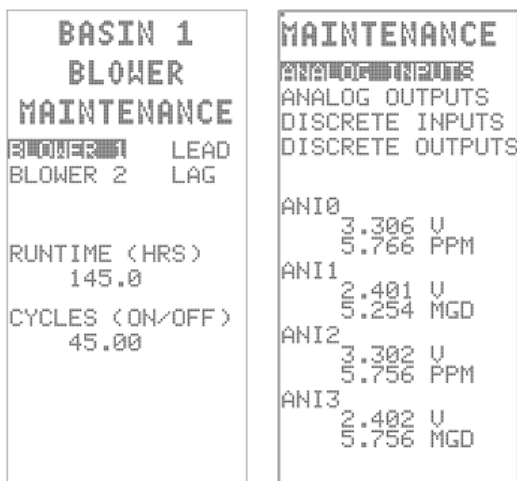 BASIN 1
BLOWER
MAINTENANCE
BLOWER 1 LEAD
BLOWER 2 LAG
RUNTIME (HRS)
145.0
CYCLES (ON/OFF)
45.00
MAINTENANCE
ANALOG INPUTS
ANALOG OUTPUTS
DISCRETE INPUTS
DISCRETE OUTPUTS
ANI0
3.306 V
5.766 PPM
ANI1
2.401 V
5.254 MGD
ANI2
3.302 V
5.756 PPM
ANI3
2.402 V
5.756 MGD